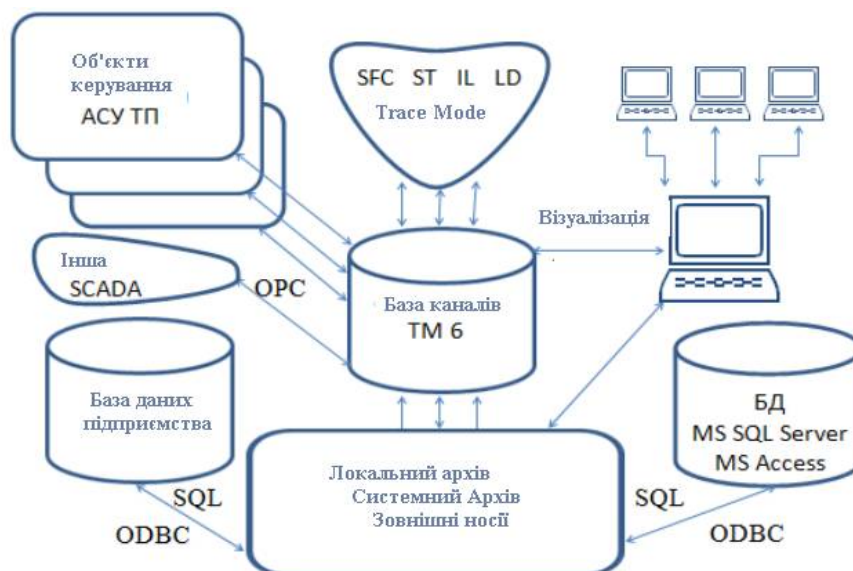 Об'єкти
керування
АСУ ТП
SFC ST IL LD
Trace Mode
Візуалізація
Інша
SCADA
OPC
База каналів
TM 6
База даних
підприємства
БД
MS SQL Server
MS Access
Локальний архів
Системний Архів
Зовнішні носії
SQL
ODBC
SQL
ODBC